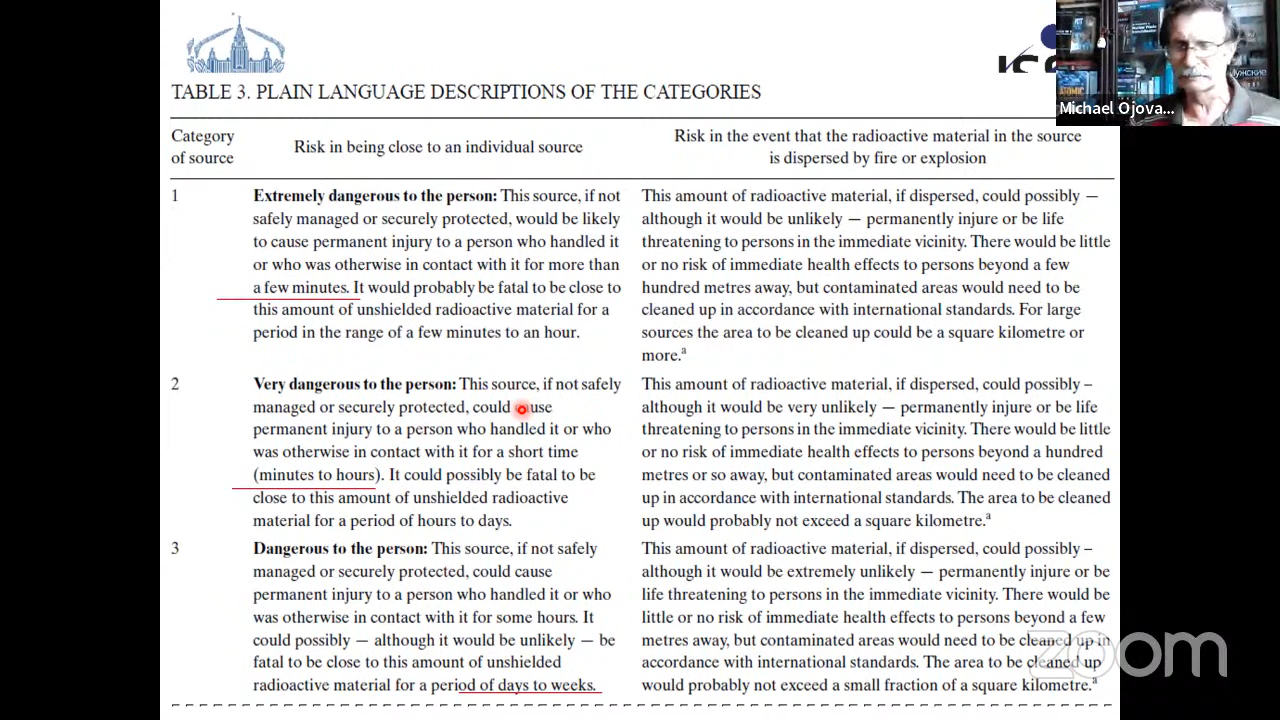 Michael Ojova...
TABLE 3. PLAIN LANGUAGE DESCRIPTIONS OF THE CATEGORIES
Category
of source
Risk in being close to an individual source
Risk in the event that the radioactive material in the source
is dispersed by fire or explosion
1
Extremely dangerous to the person: This source, if not
safely managed or securely protected, would be likely
to cause permanent injury to a person who handled it
or who was otherwise in contact with it for more than
a few minutes. It would probably be fatal to be close to
this amount of unshielded radioactive material for a
period in the range of a few minutes to an hour.
This amount of radioactive material, if dispersed, could possibly —
although it would be unlikely — permanently injure or be life
threatening to persons in the immediate vicinity. There would be little
or no risk of immediate health effects to persons beyond a few
hundred metres away, but contaminated areas would need to be
cleaned up in accordance with international standards. For large
sources the area to be cleaned up could be a square kilometre or
more.a
2
Very dangerous to the person: This source, if not safely
managed or securely protected, could cause
permanent injury to a person who handled it or who
was otherwise in contact with it for a short time
(minutes to hours). It could possibly be fatal to be
close to this amount of unshielded radioactive
material for a period of hours to days.
This amount of radioactive material, if dispersed, could possibly –
although it would be very unlikely — permanently injure or be life
threatening to persons in the immediate vicinity. There would be little
or no risk of immediate health effects to persons beyond a hundred
metres or so away, but contaminated areas would need to be cleaned
up in accordance with international standards. The area to be cleaned
up would probably not exceed a square kilometre.a
3
Dangerous to the person: This source, if not safely
managed or securely protected, could cause
permanent injury to a person who handled it or who
was otherwise in contact with it for some hours. It
could possibly — although it would be unlikely — be
fatal to be close to this amount of unshielded
radioactive material for a period of days to weeks.
This amount of radioactive material, if dispersed, could possibly –
although it would be extremely unlikely — permanently injure or be
life threatening to persons in the immediate vicinity. There would be
little or no risk of immediate health effects to persons beyond a few
metres away, but contaminated areas would need to be cleaned up in
accordance with international standards. The area to be cleaned up
would probably not exceed a small fraction of a square kilometre.a
zoom